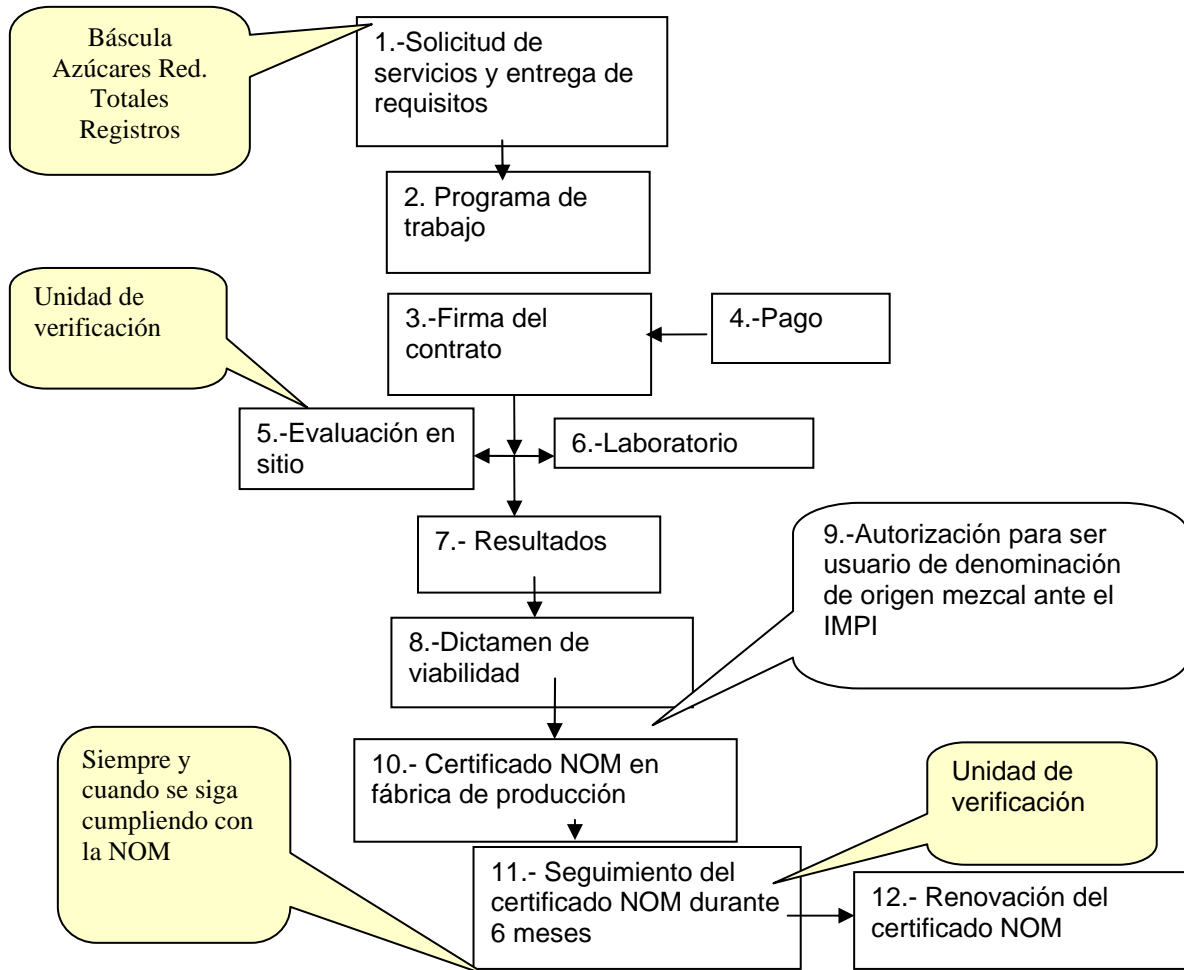 Báscula
Azúcares Red.
Totales
Registros
1.-Solicitud de
servicios y entrega de
requisitos
2. Programa de
trabajo
Unidad de
verificación
3.-Firma del
contrato
4.-Pago
5.-Evaluación en
sitio
6.-Laboratorio
7.- Resultados
8.-Dictamen de
viabilidad
9.-Autorización para ser
usuario de denominación
de origen mezcal ante el
IMPI
10.- Certificado NOM en
fábrica de producción
Siempre y
cuando se siga
cumpliendo con
la NOM
Unidad de
verificación
11.- Seguimiento del
certificado NOM durante
6 meses
12.- Renovación del
certificado NOM